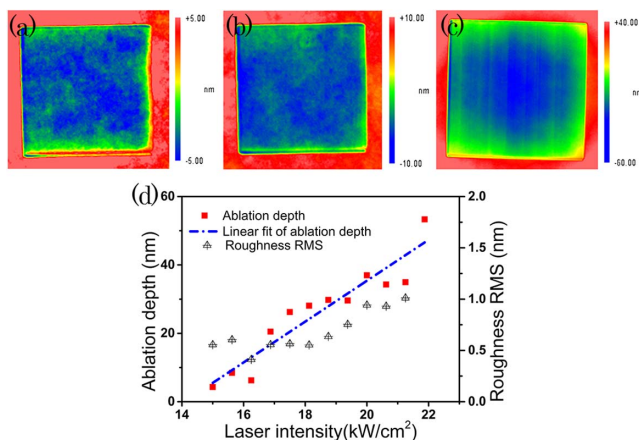 (a)
+5.00
nm
-5.00
(b)
+10.00
nm
-10.00
(c)
+40.00
nm
-60.00
(d)
60
40
20
0
Ablation depth (nm)
Ablation depth
Linear fit of ablation depth
Roughness RMS
2.0
1.5
1.0
0.5
0.0
Roughness RMS (nm)
14 16 18 20 22
Laser intensity(kW/cm²)